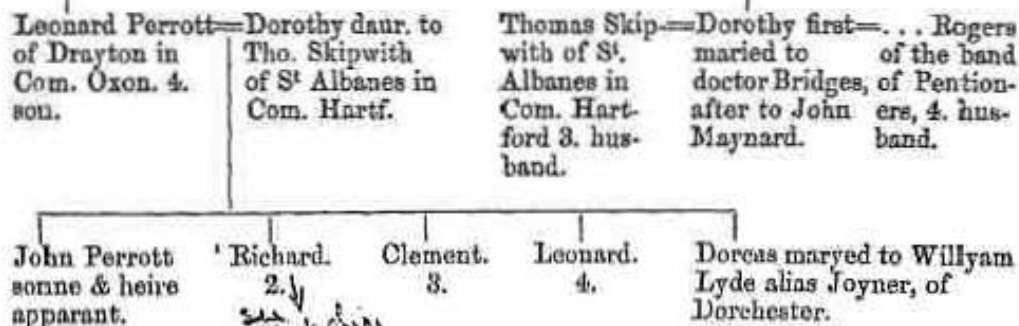 Leonard Perrott=
of Drayton in
Com. Oxon. 4.
son.
Dorothy daur. to
Tho. Skipwith
of St Albanes in
Com. Hartf.
Thomas Skip=
with of St.
Albanes in
Com. Hart-
ford 3. hus-
band.
Dorothy first=
maried to
doctor Bridges,
after to John
Maynard.
... Rogers
of the band
of Pention-
ers, 4. hus-
band.
John Perrott
sonne & heire
apparant.
Richard.
2.
Clement.
3.
Leonard.
4.
Dorcas maryed to Willyam
Lyde alias Joyner, of
Dorchester.